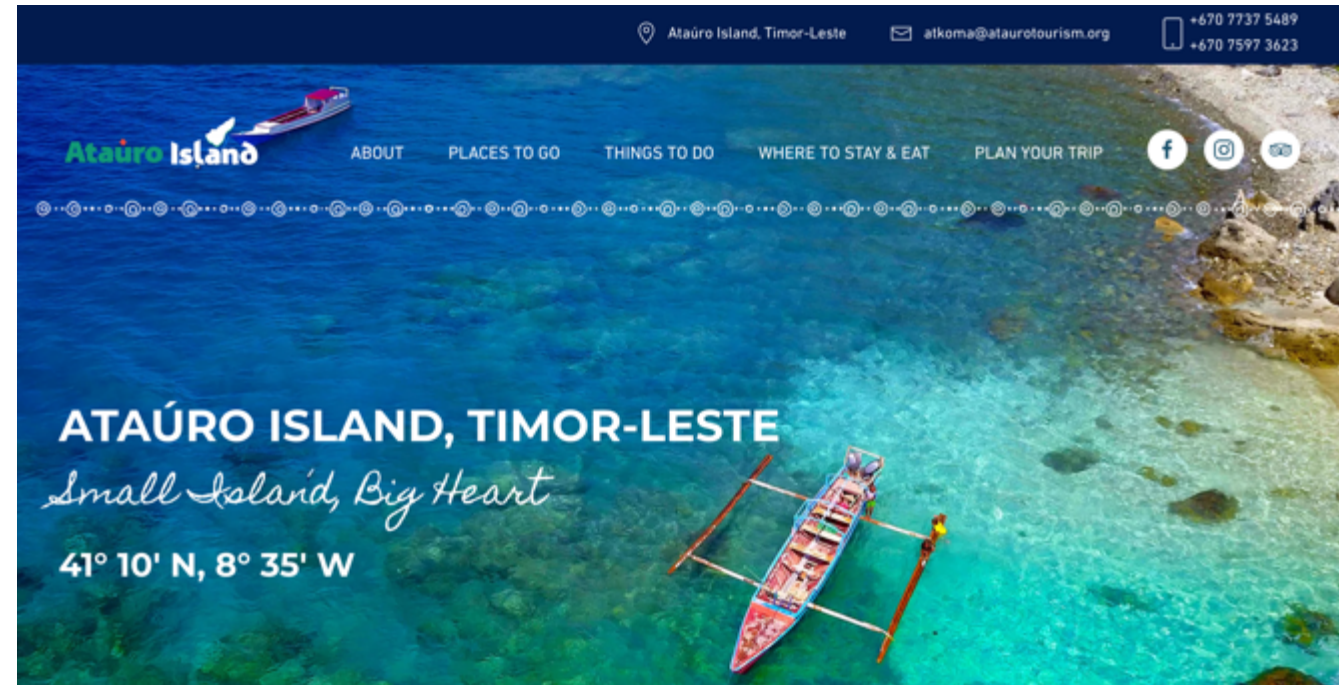 Ataúro Island, Timor-Leste
atkoma@ataurotourism.org
+670 7737 5489
+670 7597 3623
Ataúro Island
ABOUT
PLACES TO GO
THINGS TO DO
WHERE TO STAY & EAT
PLAN YOUR TRIP
ATAÚRO ISLAND, TIMOR-LESTE
Small Island, Big Heart
41° 10' N, 8° 35' W